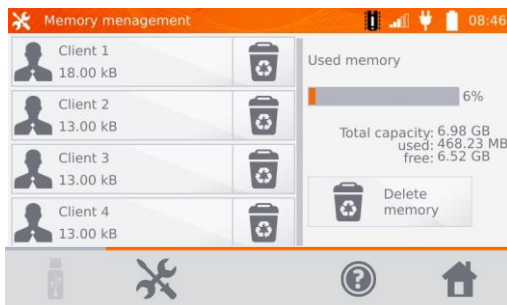 Memory menagement
08:46
Client 1
18.00 kB
Client 2
13.00 kB
Client 3
13.00 kB
Client 4
13.00 kB
Used memory
6%
Total capacity: 6.98 GB
used: 468.23 MB
free: 6.52 GB
Delete
memory